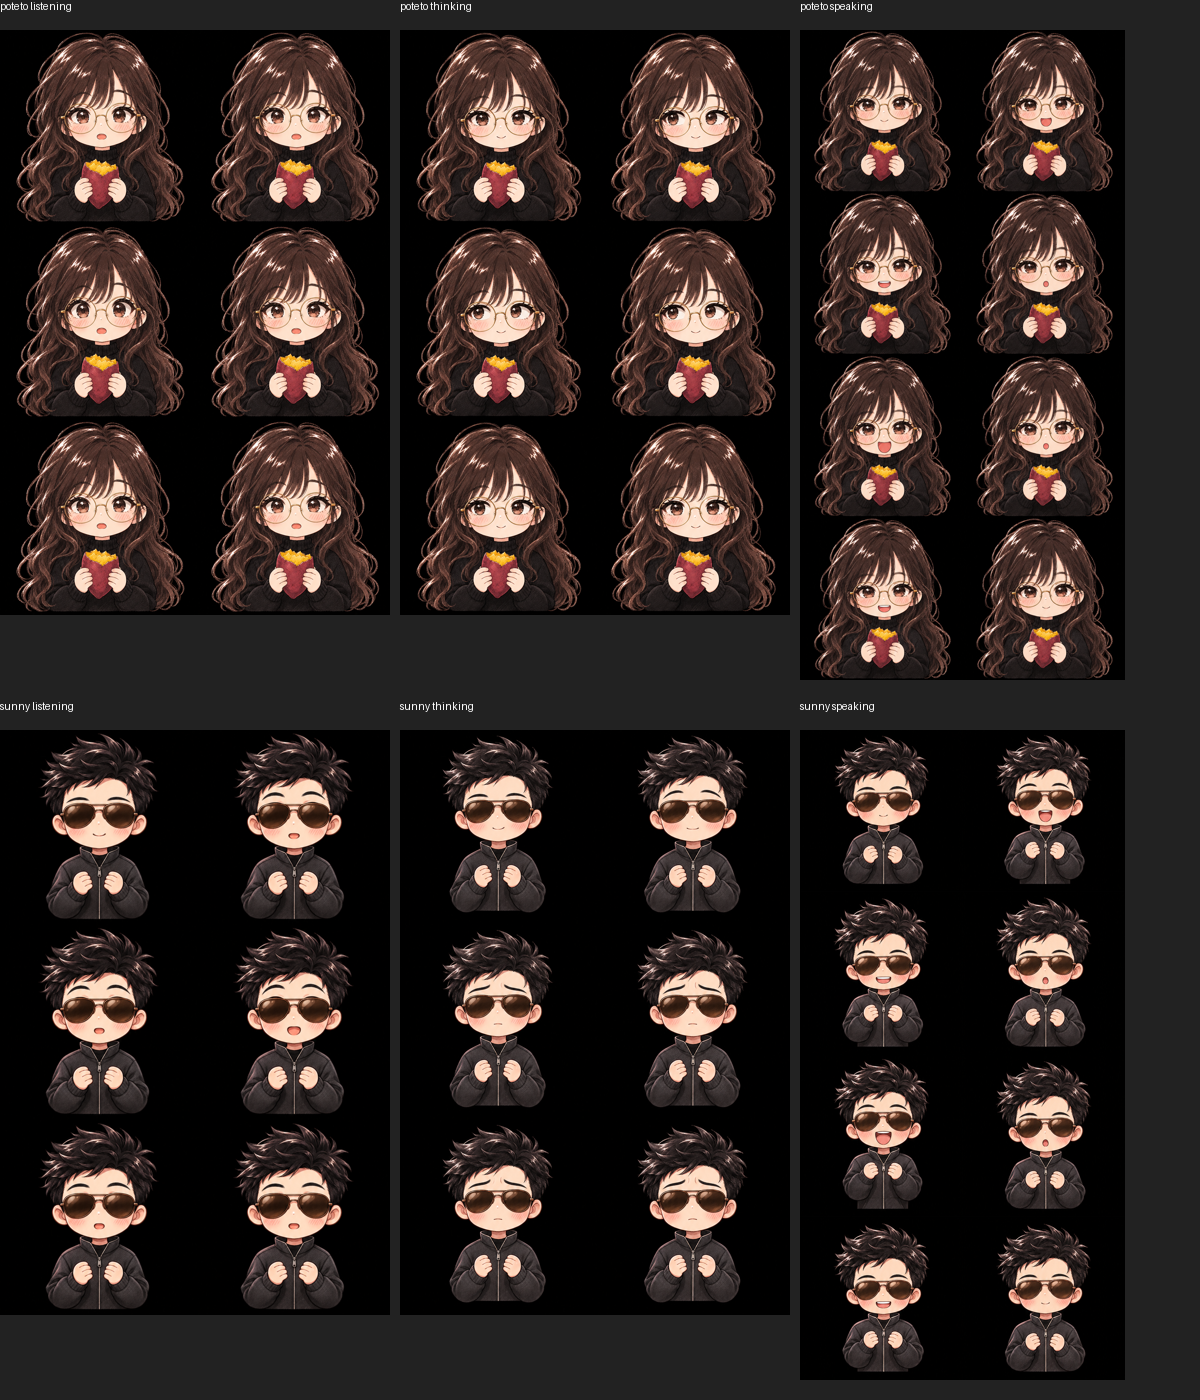 poteto listening
poteto thinking
poteto speaking
sunny listening
sunny thinking
sunny speaking